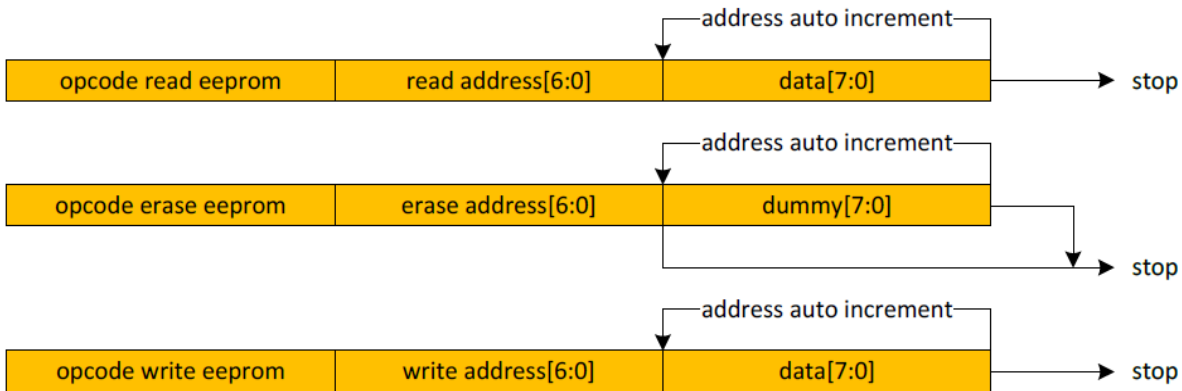 address auto increment
opcode read eeprom read address[6:0] data[7:0] stop
address auto increment
opcode erase eeprom erase address[6:0] dummy[7:0]
stop
address auto increment
opcode write eeprom write address[6:0] data[7:0] stop